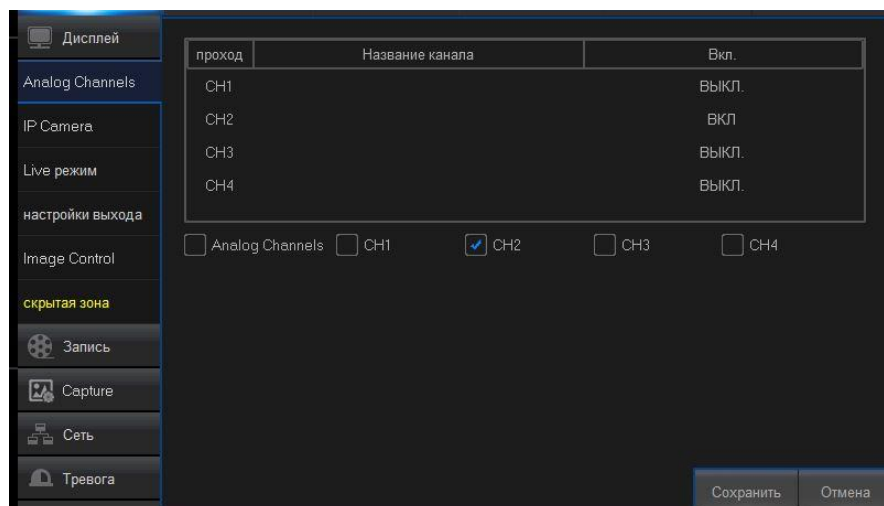 Дисплей
Analog Channels
IP Camera
Live режим
настройки выхода
Image Control
скрытая зона
Запись
Capture
Сеть
Тревога
проход Название канала Вкл.
CH1 ВЫКЛ.
CH2 ВКЛ
CH3 ВЫКЛ.
CH4 ВЫКЛ.
Analog Channels CH1 CH2 CH3 CH4
Сохранить Отмена